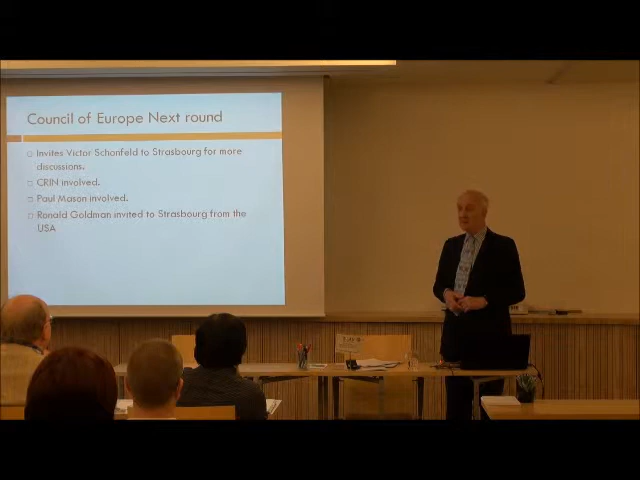 Council of Europe Next round
Invites Victor Schonfeld to Strasbourg for more
discussions.
CRIN involved.
Paul Mason involved.
Ronald Goldman invited to Strasbourg from the
USA